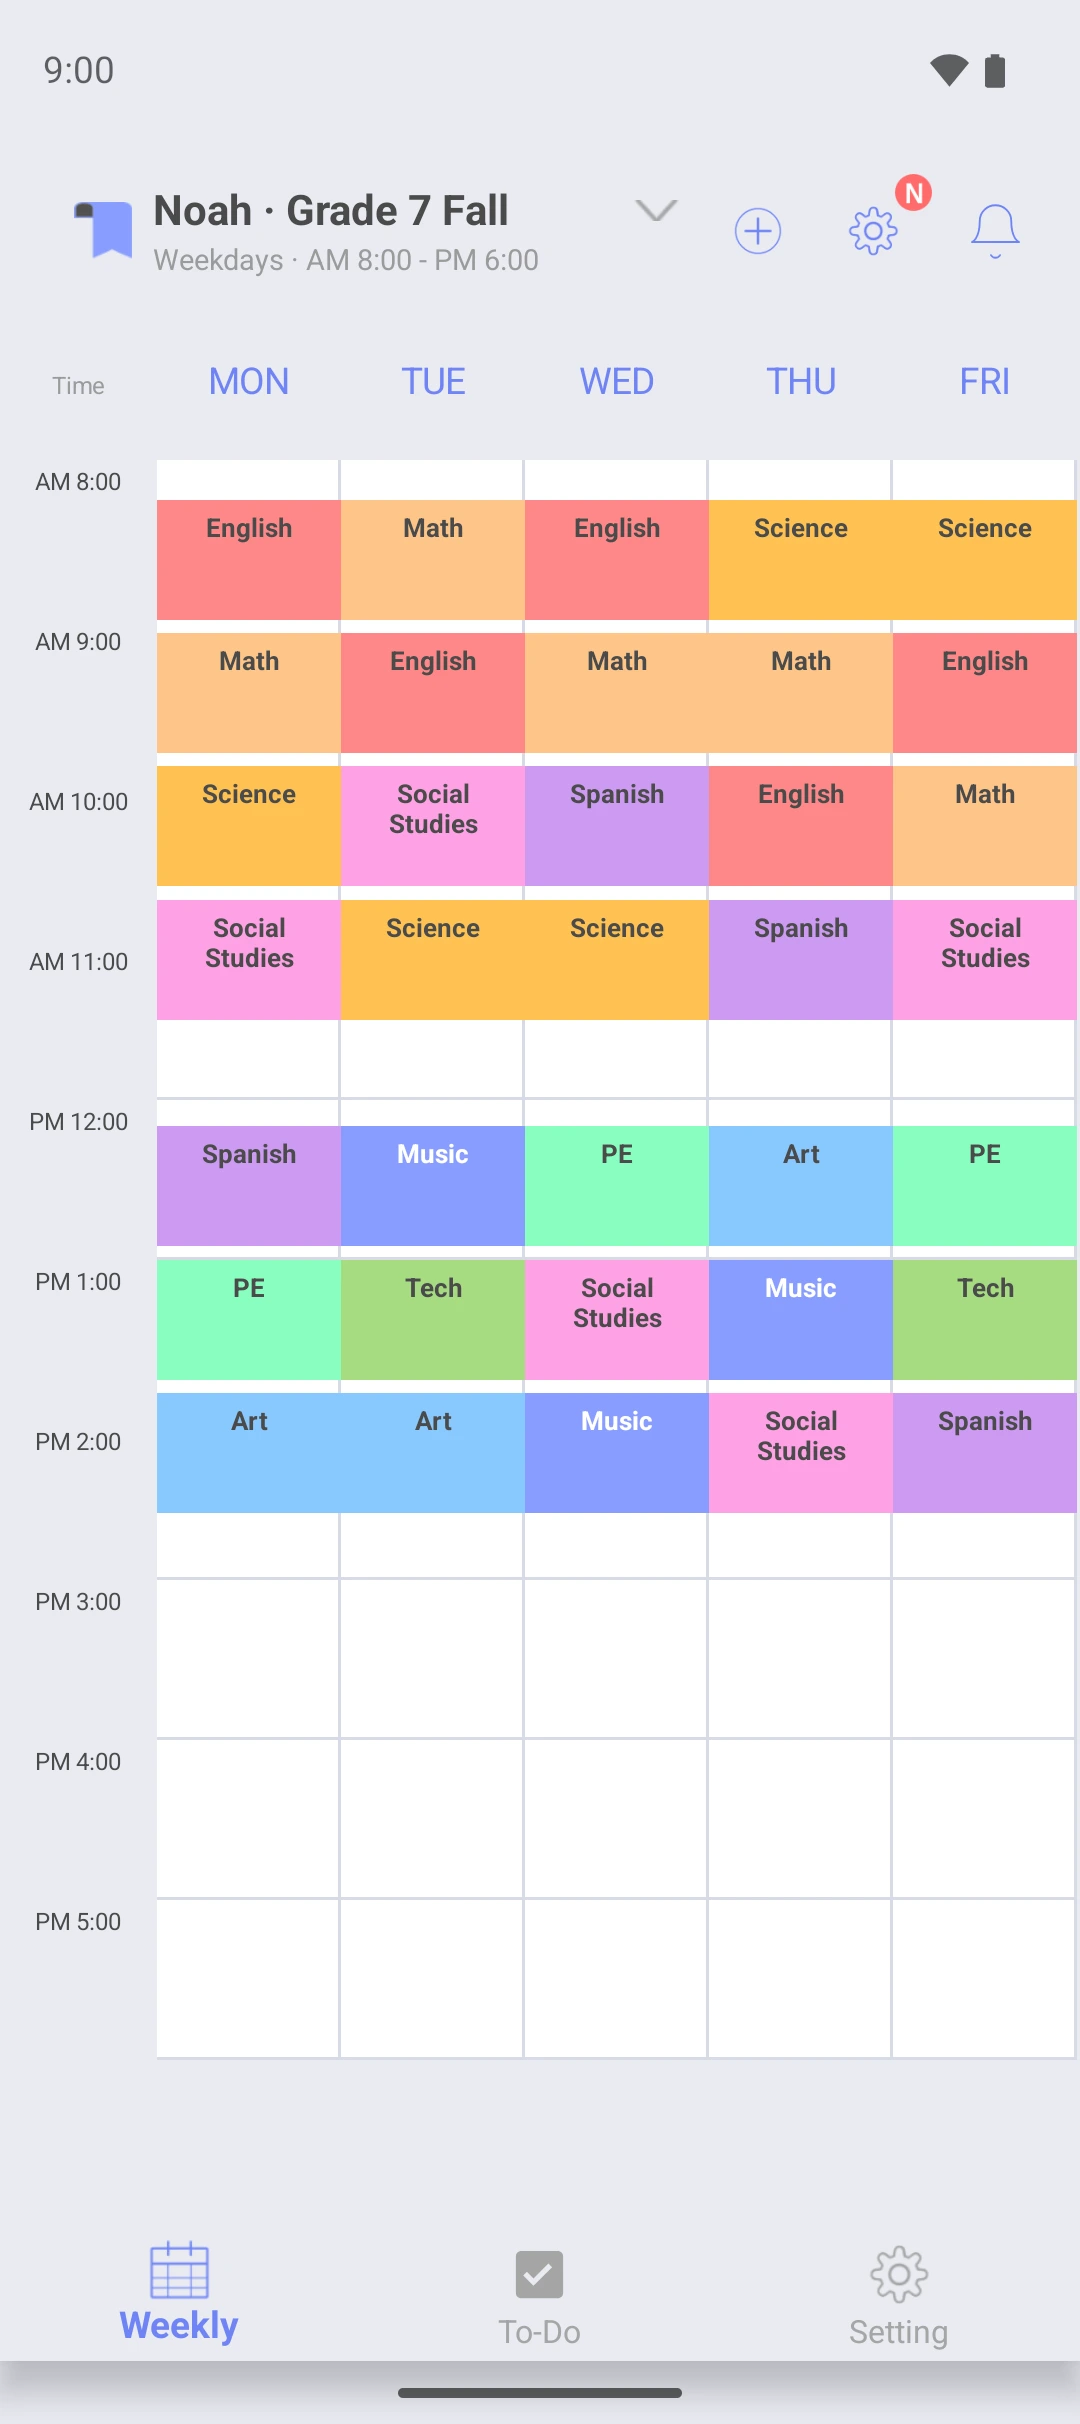 9:00
Noah · Grade 7 Fall
N
Weekdays · AM 8:00 - PM 6:00
Time MON TUE WED THU FRI
AM 8:00
English Math English Science Science
AM 9:00
Math English Math Math English
AM 10:00
Science Social Studies Spanish English Math
AM 11:00
Social Studies Science Science Spanish Social Studies
PM 12:00
Spanish Music PE Art PE
PM 1:00
PE Tech Social Studies Music Tech
PM 2:00
Art Art Music Social Studies Spanish
PM 3:00
PM 4:00
PM 5:00
Weekly To-Do Setting